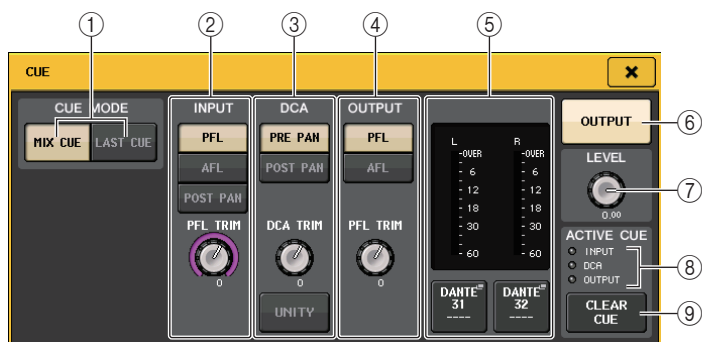 ① ② ③ ④ ⑤
CUE
×
CUE MODE
MIX CUE
LAST CUE
INPUT
PFL
AFL
POST PAN
PFL TRIM
0
DCA
PRE PAN
POST PAN
DCA TRIM
0
UNITY
OUTPUT
PFL
AFL
PFL TRIM
0
L R
-OVER -OVER
- 6 - 6
- 12 - 12
- 18 - 18
- 30 - 30
- 60 - 60
DANTE
31
----
DANTE
32
----
OUTPUT
⑥
LEVEL
0.00
⑦
ACTIVE CUE
INPUT
DCA
OUTPUT
⑧
CLEAR
CUE
⑨